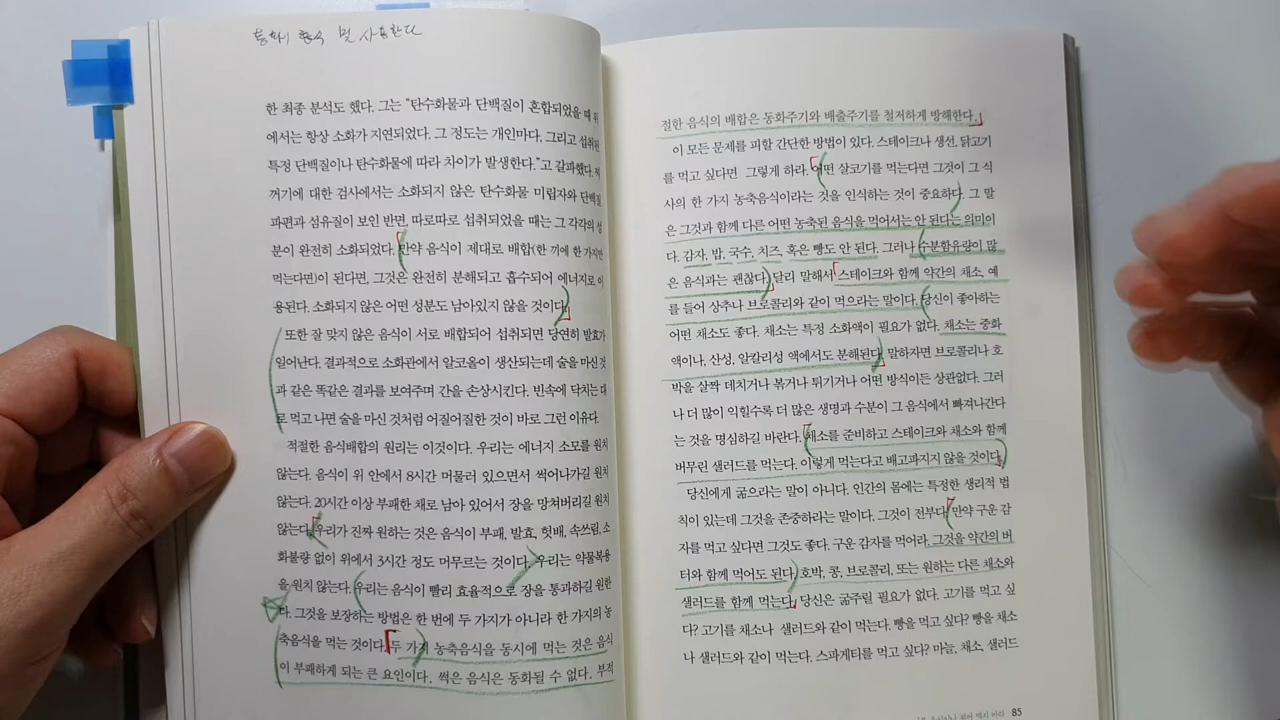 한 최종 분석도 했다. 그는 “탄수화물과 단백질이 혼합되었을 때 위
에서는 항상 소화가 지연되었다. 그 정도는 개인마다, 그리고 섭취된
특정 단백질이나 탄수화물에 따라 차이가 발생한다.”고 갈파했다. 찌
꺼기에 대한 검사에서는 소화되지 않은 탄수화물 미립자와 단백질
파편과 섬유질이 보인 반면, 따로따로 섭취되었을 때는 그 각각의 성
분이 완전히 소화되었다. 만약 음식이 제대로 배합(한 끼에 한 가지만
먹는다면)이 된다면, 그것은 완전히 분해되고 흡수되어 에너지로 이
용된다. 소화되지 않은 어떤 성분도 남아있지 않을 것이다.
또한 잘 맞지 않은 음식이 서로 배합되어 섭취되면 당연히 발효가
일어난다. 결과적으로 소화관에서 알코올이 생산되는데 술을 마신 것
과 같은 똑같은 결과를 보여주며 간을 손상시킨다. 빈속에 닥치는 대
로 먹고 나면 술을 마신 것처럼 어질어질한 것이 바로 그런 이유다.
적절한 음식배합의 원리는 이것이다. 우리는 에너지 소모를 원치
않는다. 음식이 위 안에서 8시간 머물러 있으면서 썩어나가길 원치
않는다. 20시간 이상 부패한 채로 남아 있어서 장을 망쳐버리길 원치
않는다. 우리가 진짜 원하는 것은 음식이 부패, 발효, 헛배, 속쓰림, 소
화불량 없이 위에서 3시간 정도 머무르는 것이다. 우리는 약물복용
을 원치 않는다. 우리는 음식이 빨리 효율적으로 장을 통과하길 원한
다. 그것을 보장하는 방법은 한 번에 두 가지가 아니라 한 가지의 농
축음식을 먹는 것이다. 두 가지 농축음식을 동시에 먹는 것은 음식
이 부패하게 되는 큰 요인이다. 썩은 음식은 동화될 수 없다. 부적
절한 음식의 배합은 동화주기와 배출주기를 철저하게 방해한다.
이 모든 문제를 피할 간단한 방법이 있다. 스테이크나 생선, 닭고기
를 먹고 싶다면 그렇게 하라. 어떤 살코기를 먹는다면 그것이 그 식
사의 한 가지 농축음식이라는 것을 인식하는 것이 중요하다. 그 말
은 그것과 함께 다른 어떤 농축된 음식을 먹어서는 안 된다는 의미이
다. 감자, 밥, 국수, 치즈, 혹은 빵도 안 된다. 그러나 수분함유량이 많
은 음식과는 괜찮다. 달리 말해서 스테이크와 함께 약간의 채소, 예
를 들어 상추나 브로콜리와 같이 먹으라는 말이다. 당신이 좋아하는
어떤 채소도 좋다. 채소는 특정 소화액이 필요가 없다. 채소는 중화
액이나, 산성, 알칼리성 액에서도 분해된다. 말하자면 브로콜리나 호
박을 살짝 데치거나 볶거나 튀기거나 어떤 방식이든 상관없다. 그러
나 더 많이 익힐수록 더 많은 생명과 수분이 그 음식에서 빠져나간다
는 것을 명심하길 바란다. 채소를 준비하고 스테이크와 채소와 함께
버무린 샐러드를 먹는다. 이렇게 먹는다고 배고파지지 않을 것이다.
당신에게 굶으라는 말이 아니다. 인간의 몸에는 특정한 생리적 법
칙이 있는데 그것을 존중하라는 말이다. 그것이 전부다. 만약 구운 감
자를 먹고 싶다면 그것도 좋다. 구운 감자를 먹어라. 그것을 약간의 버
터와 함께 먹어도 된다. 호박, 콩, 브로콜리, 또는 원하는 다른 채소와
샐러드를 함께 먹는다. 당신은 굶주릴 필요가 없다. 고기를 먹고 싶
다? 고기를 채소나 샐러드와 같이 먹는다. 빵을 먹고 싶다? 빵을 채소
나 샐러드와 같이 먹는다. 스파게티를 먹고 싶다? 마늘, 채소, 샐러드
85